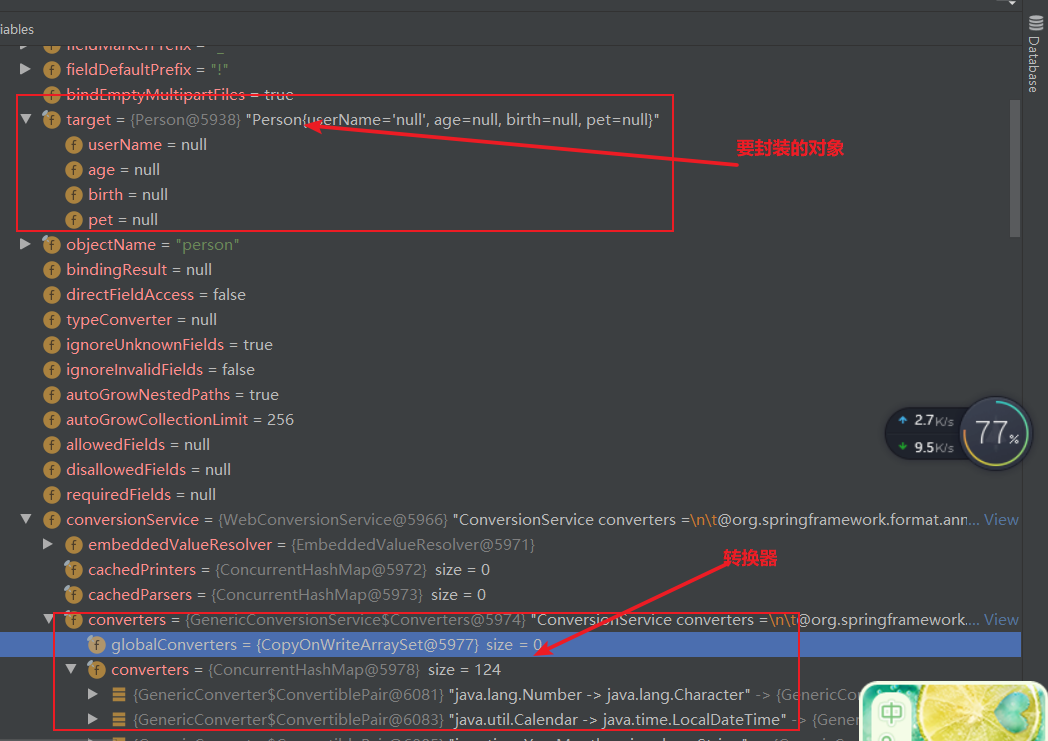 iables
fieldMarkerPrefix = "_"
fieldDefaultPrefix = "!"
bindEmptyMultipartFiles = true
target = {Person@5938} "Person{userName='null', age=null, birth=null, pet=null}"
要封装的对象
userName = null
age = null
birth = null
pet = null
objectName = "person"
bindingResult = null
directFieldAccess = false
typeConverter = null
ignoreUnknownFields = true
ignoreInvalidFields = false
autoGrowNestedPaths = true
autoGrowCollectionLimit = 256
allowedFields = null
disallowedFields = null
requiredFields = null
conversionService = {WebConversionService@5966} "ConversionService converters =\n\t@org.springframework.format.ann... View
embeddedValueResolver = {EmbeddedValueResolver@5971}
转换器
cachedPrinters = {ConcurrentHashMap@5972} size = 0
cachedParsers = {ConcurrentHashMap@5973} size = 0
converters = {GenericConversionService$Converters@5974} "ConversionService converters =\n\t@org.springframework.... View
globalConverters = {CopyOnWriteArraySet@5977} size = 0
converters = {ConcurrentHashMap@5978} size = 124
{GenericConverter$ConvertiblePair@6081} "java.lang.Number -> java.lang.Character" -> {GenericCo
{GenericConverter$ConvertiblePair@6083} "java.util.Calendar -> java.time.LocalDateTime" -> {Gene
Database
2.7K/s
9.5K/s
77%
中